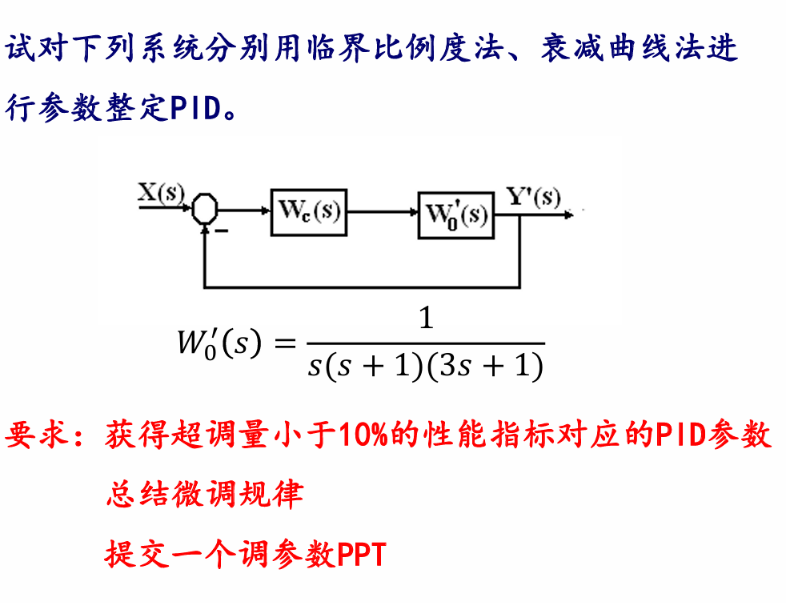 试对下列系统分别用临界比例度法、衰减曲线法进
行参数整定PID。
X(s)
Wc(s)
W0'(s)
Y'(s)
−
W0′(s) = 1 / s(s + 1)(3s + 1)
要求：获得超调量小于10%的性能指标对应的PID参数
总结微调规律
提交一个调参数PPT